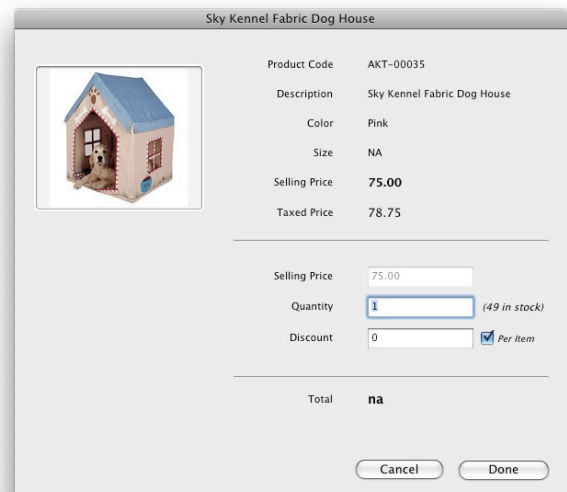 Sky Kennel Fabric Dog House
Product Code AKT-00035
Description Sky Kennel Fabric Dog House
Color Pink
Size NA
Selling Price 75.00
Taxed Price 78.75
Selling Price 75.00
Quantity 1 (49 in stock)
Discount 0 Per Item
Total na
Cancel Done